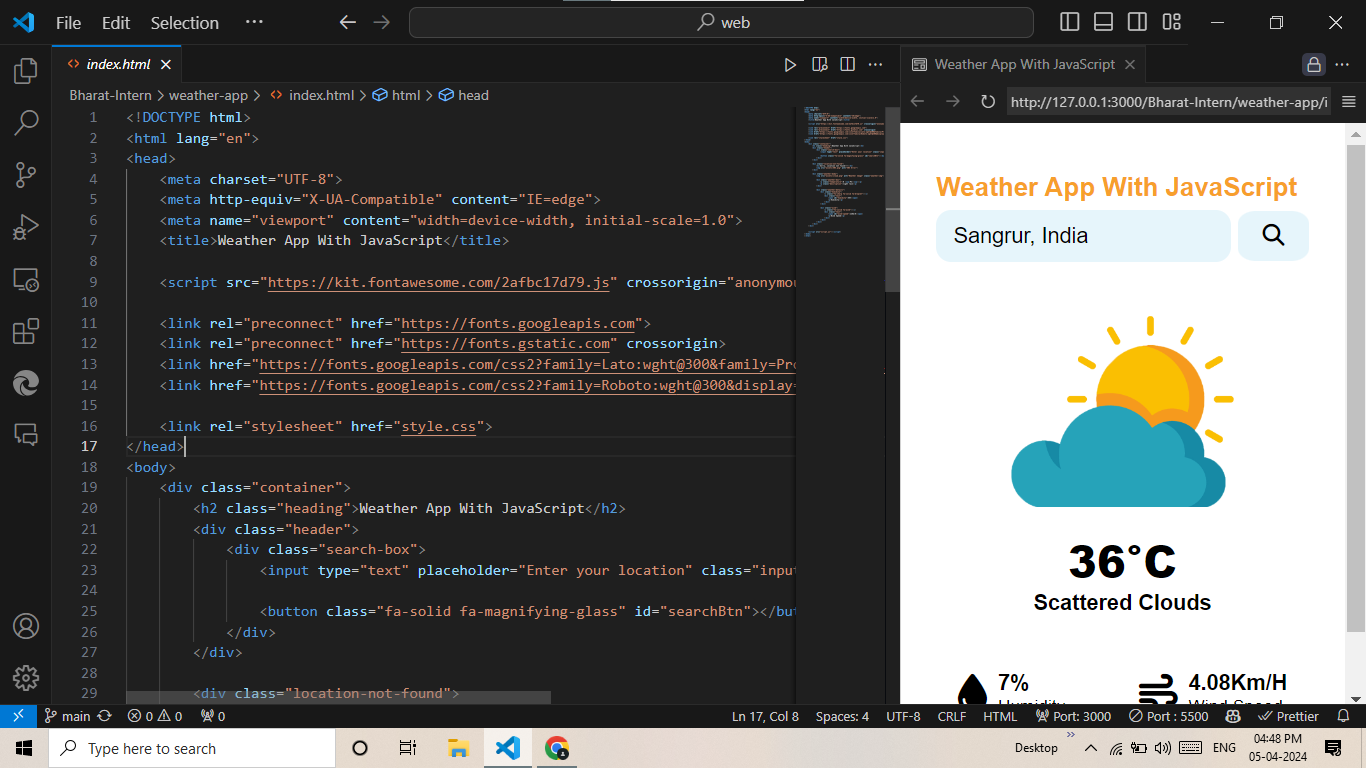 File Edit Selection ··· web
index.html
Weather App With JavaScript
Bharat-Intern > weather-app > index.html > html > head
http://127.0.0.1:3000/Bharat-Intern/weather-app/i
1 <!DOCTYPE html>
2 <html lang="en">
3 <head>
4 <meta charset="UTF-8">
5 <meta http-equiv="X-UA-Compatible" content="IE=edge">
6 <meta name="viewport" content="width=device-width, initial-scale=1.0">
7 <title>Weather App With JavaScript</title>
8
9 <script src="https://kit.fontawesome.com/2afbc17d79.js" crossorigin="anonymou
10
11 <link rel="preconnect" href="https://fonts.googleapis.com">
12 <link rel="preconnect" href="https://fonts.gstatic.com" crossorigin>
13 <link href="https://fonts.googleapis.com/css2?family=Lato:wght@300&family=Pro
14 <link href="https://fonts.googleapis.com/css2?family=Roboto:wght@300&display=
15
16 <link rel="stylesheet" href="style.css">
17 </head>
18 <body>
19 <div class="container">
20 <h2 class="heading">Weather App With JavaScript</h2>
21 <div class="header">
22 <div class="search-box">
23 <input type="text" placeholder="Enter your location" class="inpu
24
25 <button class="fa-solid fa-magnifying-glass" id="searchBtn"></bu
26 </div>
27 </div>
28
29 <div class="location-not-found">
Weather App With JavaScript
Sangrur, India
36°C
Scattered Clouds
7%
Humidity
4.08Km/H
Wind Speed
main 0 0 0 Ln 17, Col 8 Spaces: 4 UTF-8 CRLF HTML Port: 3000 Port : 5500 Prettier
Type here to search
Desktop » ENG
04:48 PM
05-04-2024